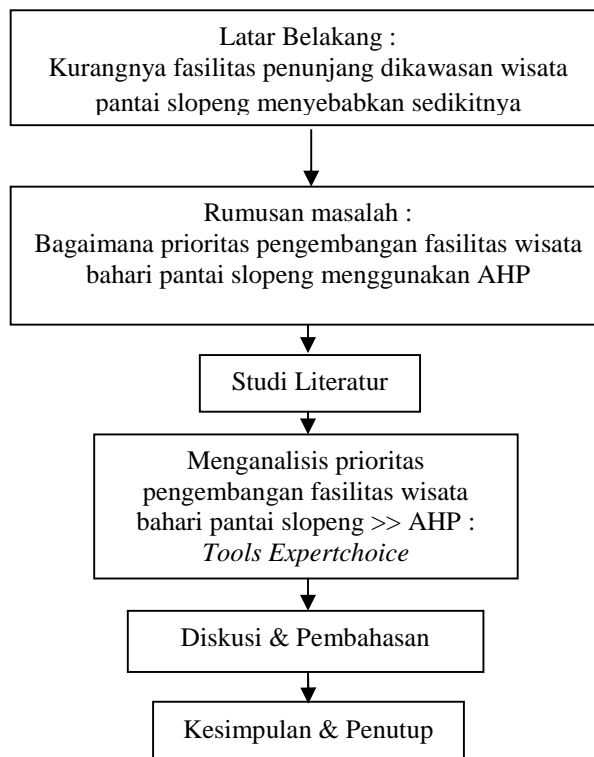 Latar Belakang :
Kurangnya fasilitas penunjang dikawasan wisata
pantai slopeng menyebabkan sedikitnya
Rumusan masalah :
Bagaimana prioritas pengembangan fasilitas wisata
bahari pantai slopeng menggunakan AHP
Studi Literatur
Menganalisis prioritas
pengembangan fasilitas wisata
bahari pantai slopeng >> AHP :
Tools Expertchoice
Diskusi & Pembahasan
Kesimpulan & Penutup